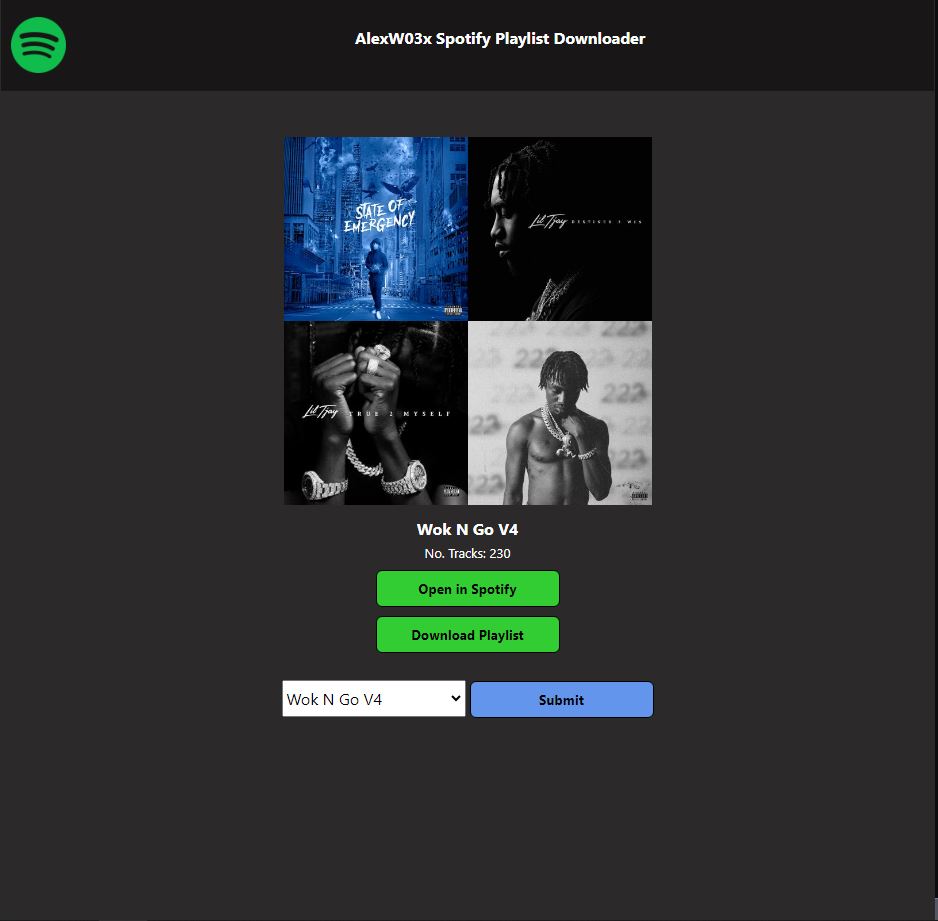 AlexW03x Spotify Playlist Downloader
STATE OF
EMERGENCY
Lil Tjay DESTINED 2 WIN
Lil Tjay TRUE 2 MYSELF
222
223
Wok N Go V4
No. Tracks: 230
Open in Spotify
Download Playlist
Wok N Go V4
Submit